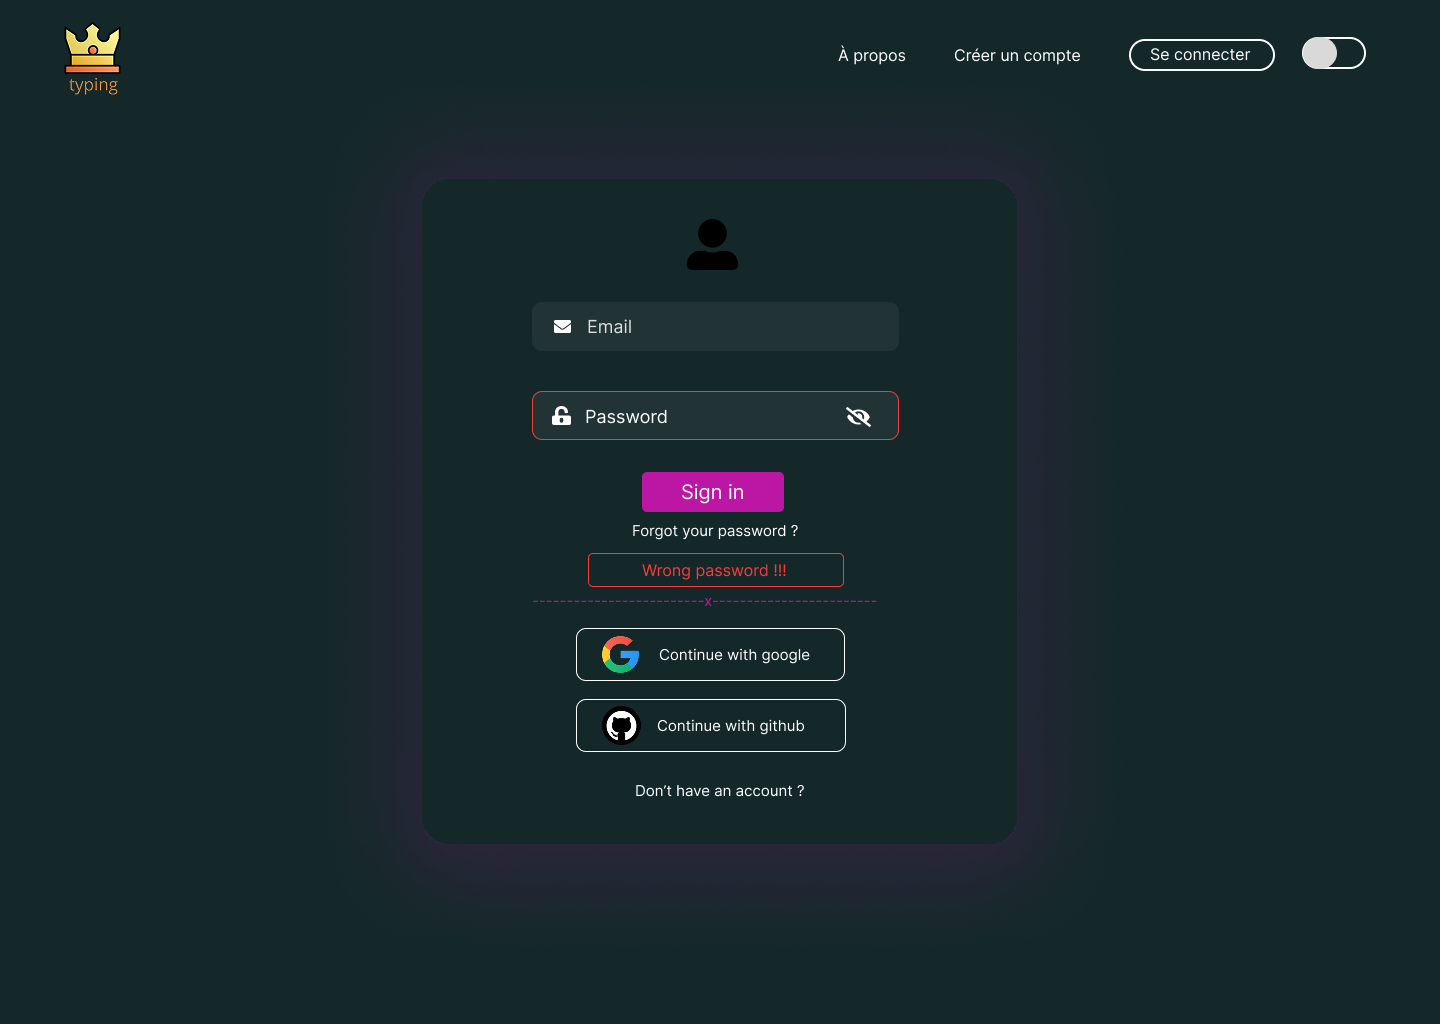 typing
À propos
Créer un compte
Se connecter
Email
Password
Sign in
Forgot your password ?
Wrong password !!!
-------------------------x------------------------
Continue with google
Continue with github
Don't have an account ?